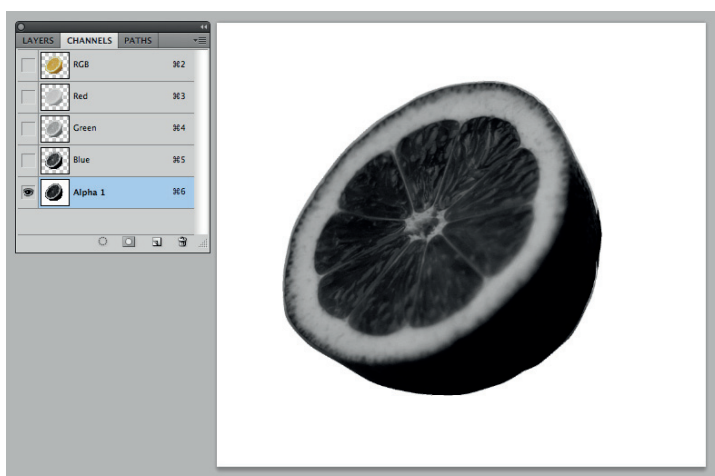 LAYERS CHANNELS PATHS
RGB ⌘2
Red ⌘3
Green ⌘4
Blue ⌘5
Alpha 1 ⌘6